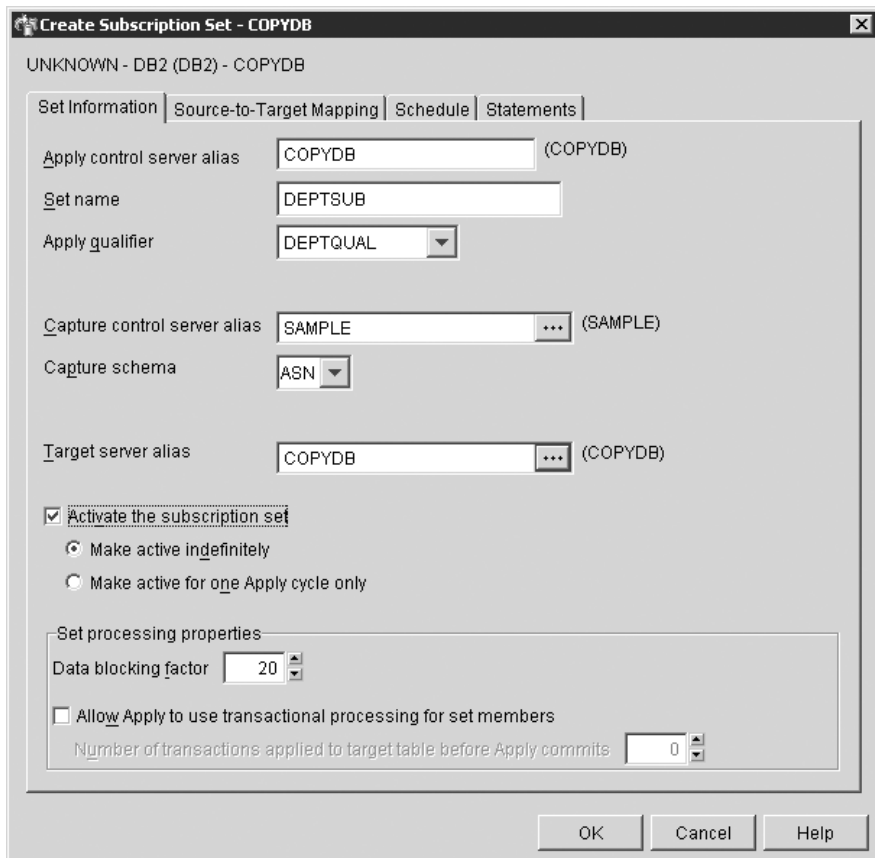 Create Subscription Set - COPYDB
UNKNOWN - DB2 (DB2) - COPYDB
Set Information Source-to-Target Mapping Schedule Statements
Apply control server alias COPYDB (COPYDB)
Set name DEPTSUB
Apply qualifier DEPTQUAL
Capture control server alias SAMPLE ... (SAMPLE)
Capture schema ASN
Target server alias COPYDB ... (COPYDB)
Activate the subscription set
Make active indefinitely
Make active for one Apply cycle only
Set processing properties
Data blocking factor 20
Allow Apply to use transactional processing for set members
Number of transactions applied to target table before Apply commits 0
OK Cancel Help